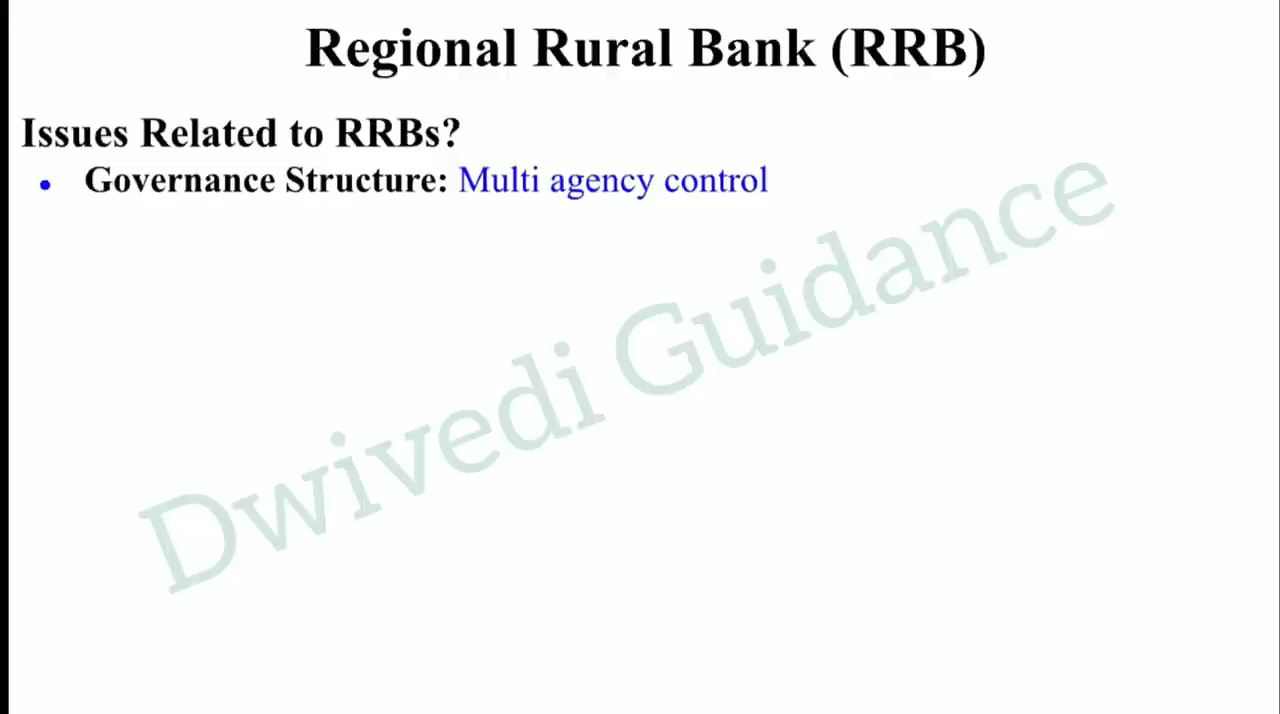 Regional Rural Bank (RRB)
Issues Related to RRBs?
• Governance Structure: Multi agency control
Dwivedi Guidance